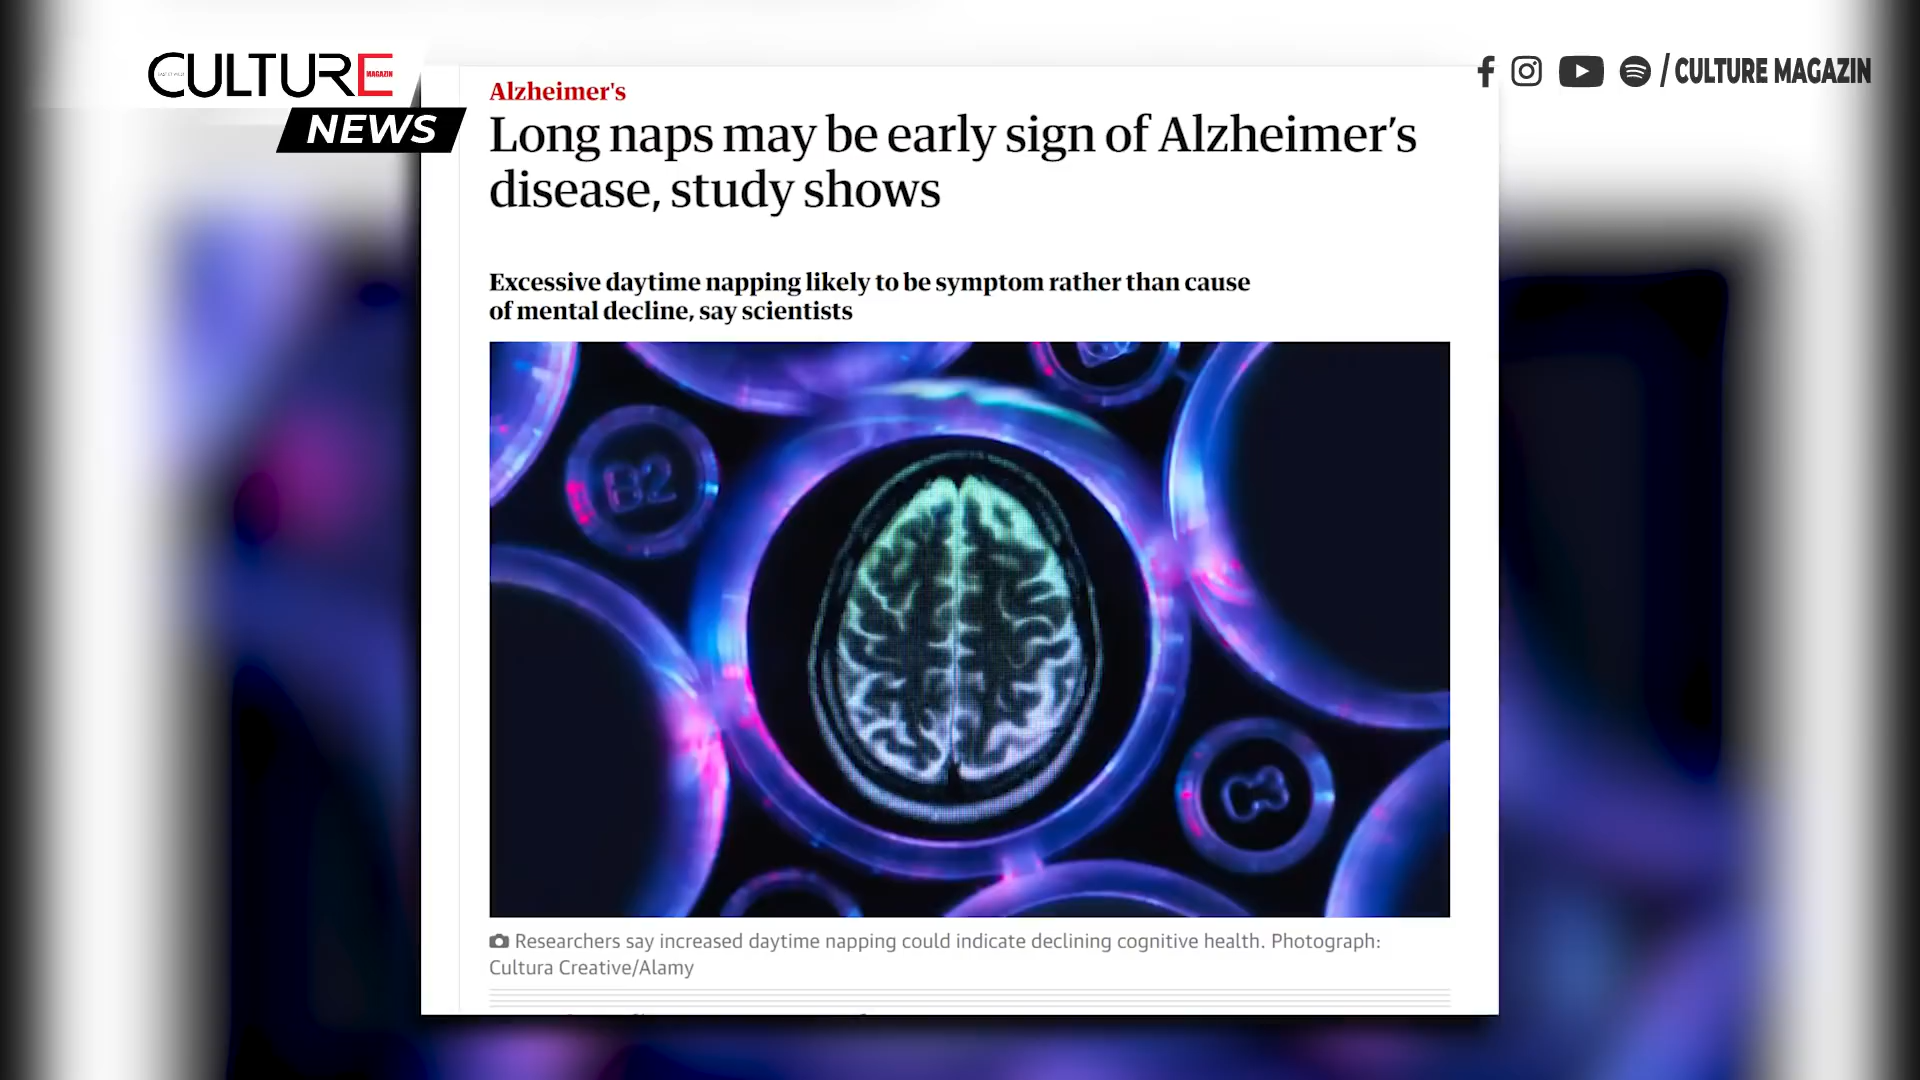 CULTURE
MAGAZIN
NEWS
/ CULTURE MAGAZIN
Alzheimer's
Long naps may be early sign of Alzheimer’s
disease, study shows
Excessive daytime napping likely to be symptom rather than cause
of mental decline, say scientists
B2
C3
Researchers say increased daytime napping could indicate declining cognitive health. Photograph:
Cultura Creative/Alamy